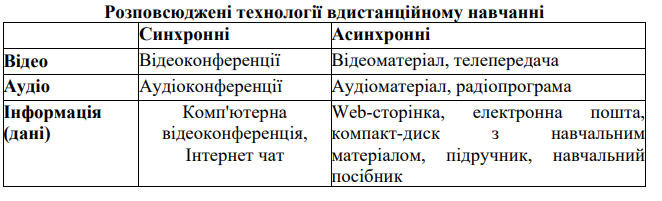 Розповсюджені технології вдистанційному навчанні
Синхронні Асинхронні
Відео Відеоконференції Відеоматеріал, телепередача
Аудіо Аудіоконференції Аудіоматеріал, радіопрограма
Інформація (дані) Комп'ютерна відеоконференція, Інтернет чат Web-сторінка, електронна пошта, компакт-диск з навчальним матеріалом, підручник, навчальний посібник